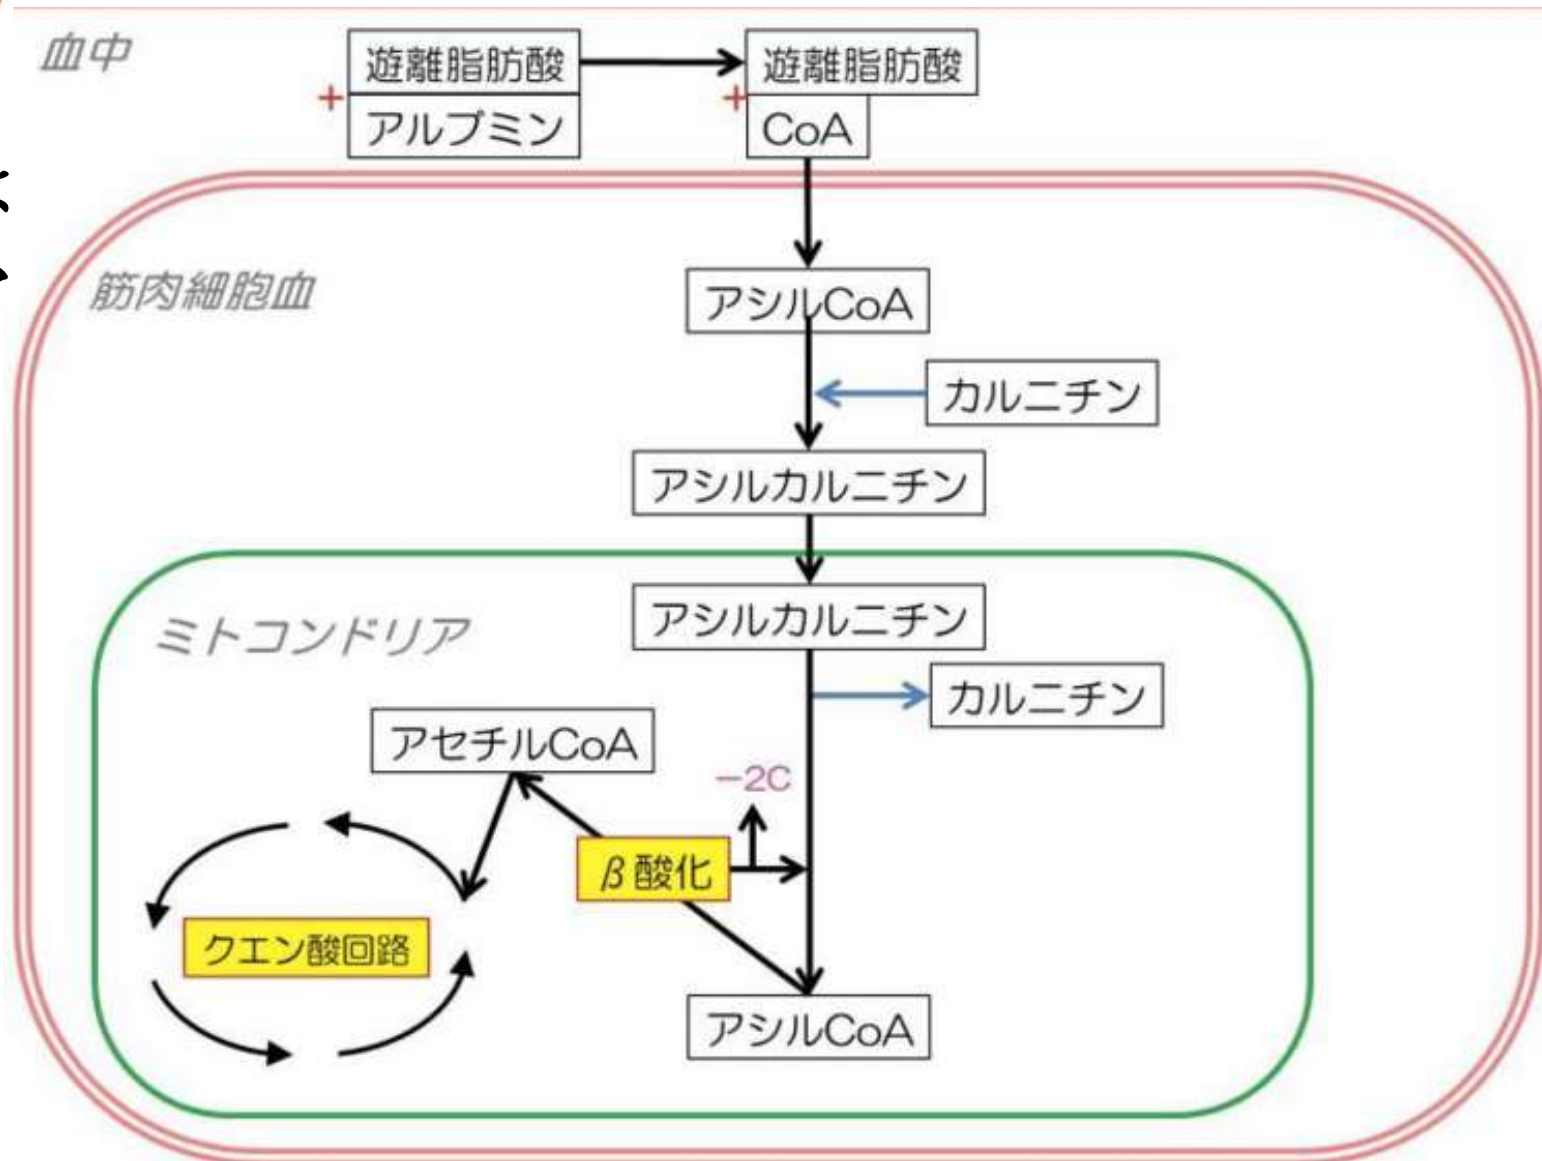 血中
遊離脂肪酸
遊離脂肪酸
+
+
アルブミン
CoA
筋肉細胞血
アシルCoA
カルニチン
アシルカルニチン
アシルカルニチン
ミトコンドリア
カルニチン
アセチルCoA
−2C
β酸化
クエン酸回路
アシルCoA